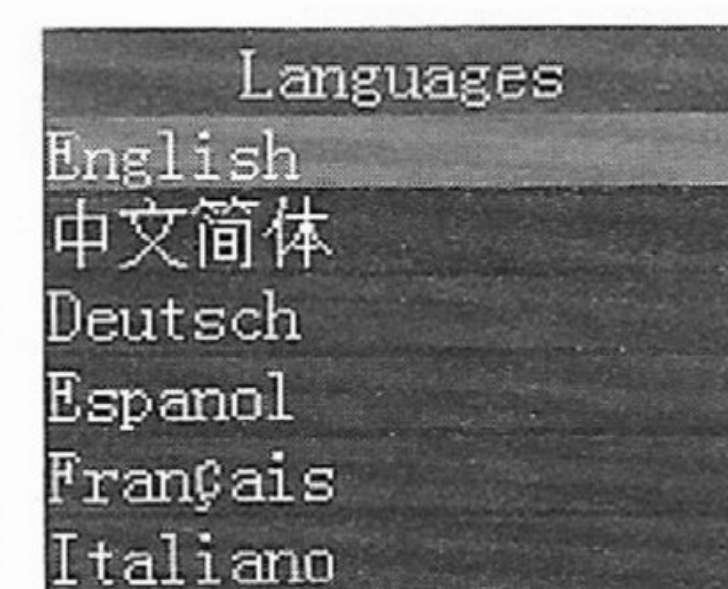 Languages
English
中文简体
Deutsch
Espanol
Français
Italiano